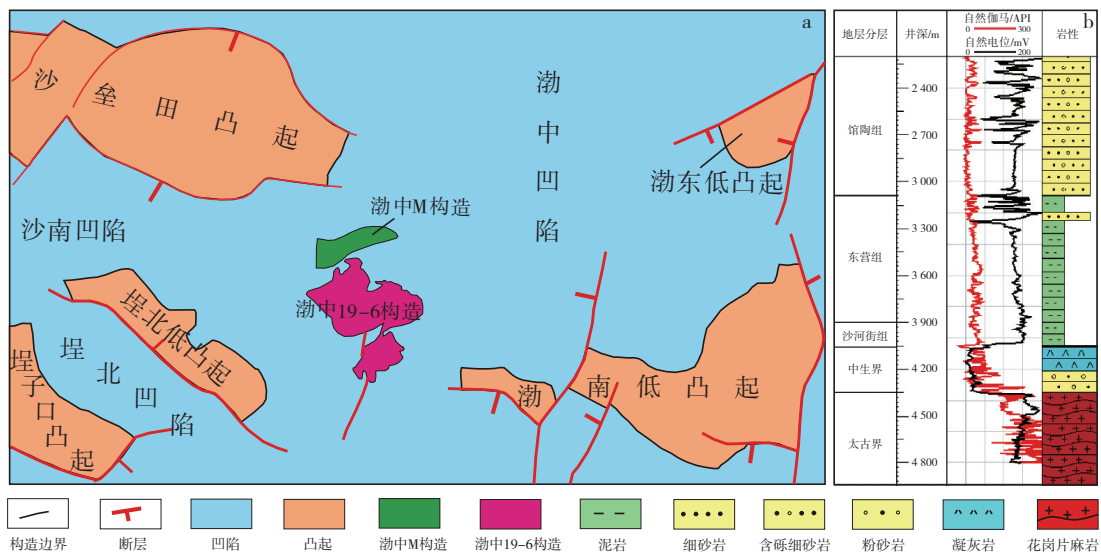 a
沙垒田凸起
渤中凹陷
渤东低凸起
渤中M构造
沙南凹陷
渤中19-6构造
埕北低凸起
埕北凹陷
埕子口凸起
渤南低凸起
b
地层分层
井深/m
自然伽马/API
0 300
自然电位/mV
0 200
岩性
馆陶组
东营组
沙河街组
中生界
太古界
2 400
2 700
3 000
3 300
3 600
3 900
4 200
4 500
4 800
构造边界
断层
凹陷
凸起
渤中M构造
渤中19-6构造
泥岩
细砂岩
含砾细砂岩
粉砂岩
凝灰岩
花岗片麻岩